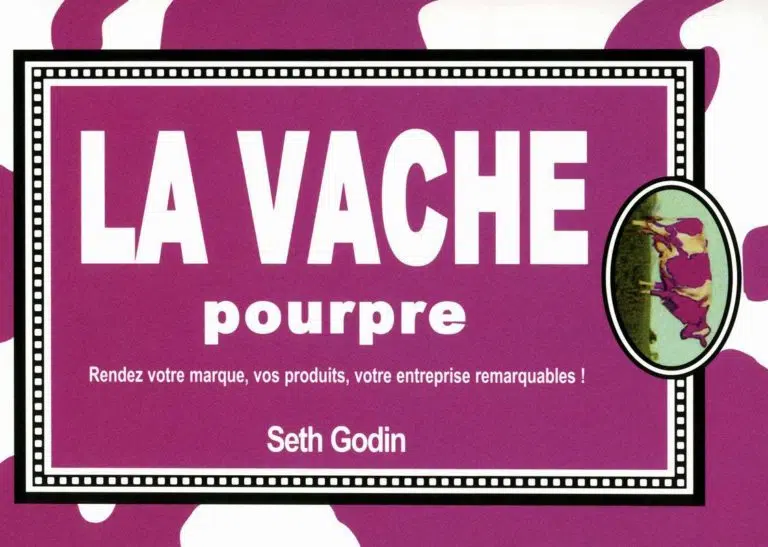 LA VACHE
pourpre
Rendez votre marque, vos produits, votre entreprise remarquables !
Seth Godin